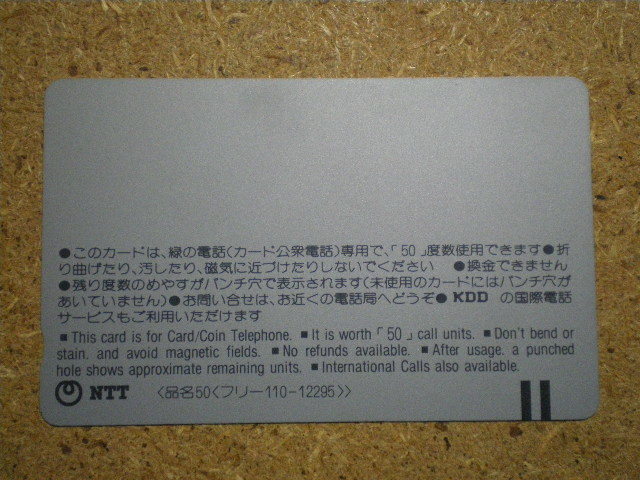 ●このカードは、緑の電話(カード公衆電話)専用で、「50」度数使用できます●折
り曲げたり、汚したり、磁気に近づけたりしないでください ●換金できません
●残り度数のめやすがパンチ穴で表示されます(未使用のカードにはパンチ穴が
あいていません)●お問い合せは、お近くの電話局へどうぞ● KDD の国際電話
サービスもご利用いただけます
■ This card is for Card/Coin Telephone. ■ It is worth「50」call units. ■ Don't bend or
stain. and avoid magnetic fields. ■ No refunds available. ■ After usage. a punched
hole shows approximate remaining units. ■ International Calls also available.
NTT 〈品名50〈フリー110-12295〉〉